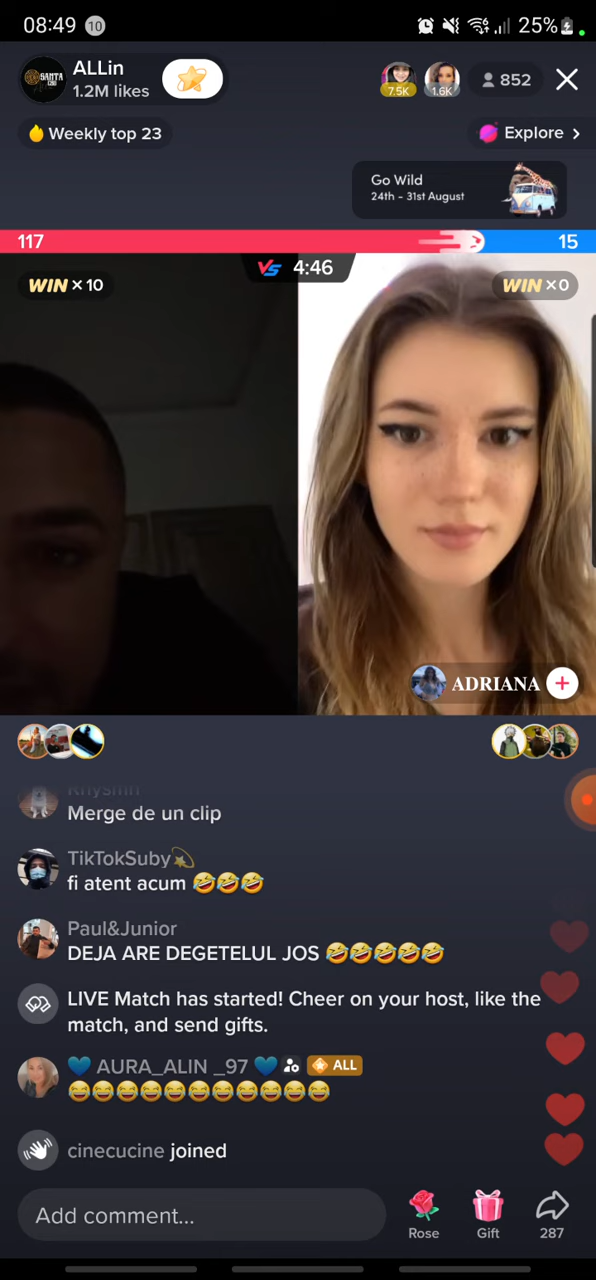 08:49 10 25%
SANTA
ALLin
1.2M likes
7.5K
1.6K
852
Weekly top 23
Explore >
Go Wild
24th - 31st August
117
15
VS 4:46
WIN × 10
WIN × 0
ADRIANA
Merge de un clip
TikTokSuby💫
fi atent acum 🤣🤣🤣
Paul&Junior
DEJA ARE DEGETELUL JOS 🤣🤣🤣🤣🤣
LIVE Match has started! Cheer on your host, like the
match, and send gifts.
💙 AURA_ALIN _97 💙 ALL
😂😂😂😂😂😂😂😂😂😂😂
cinecucine joined
Add comment...
Rose
Gift
287